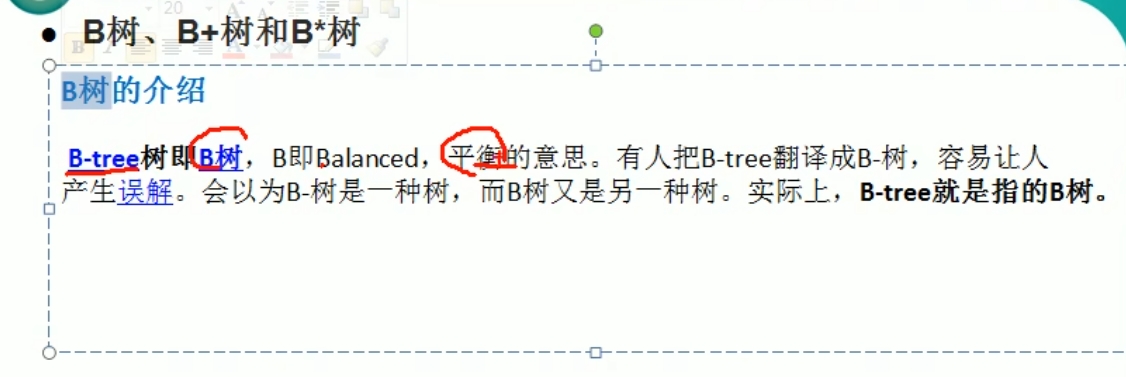 20
B树、B+树和B*树
B树的介绍
B-tree树即B树，B即Balanced，平衡的意思。有人把B-tree翻译成B-树，容易让人
产生误解。会以为B-树是一种树，而B树又是另一种树。实际上，B-tree就是指的B树。